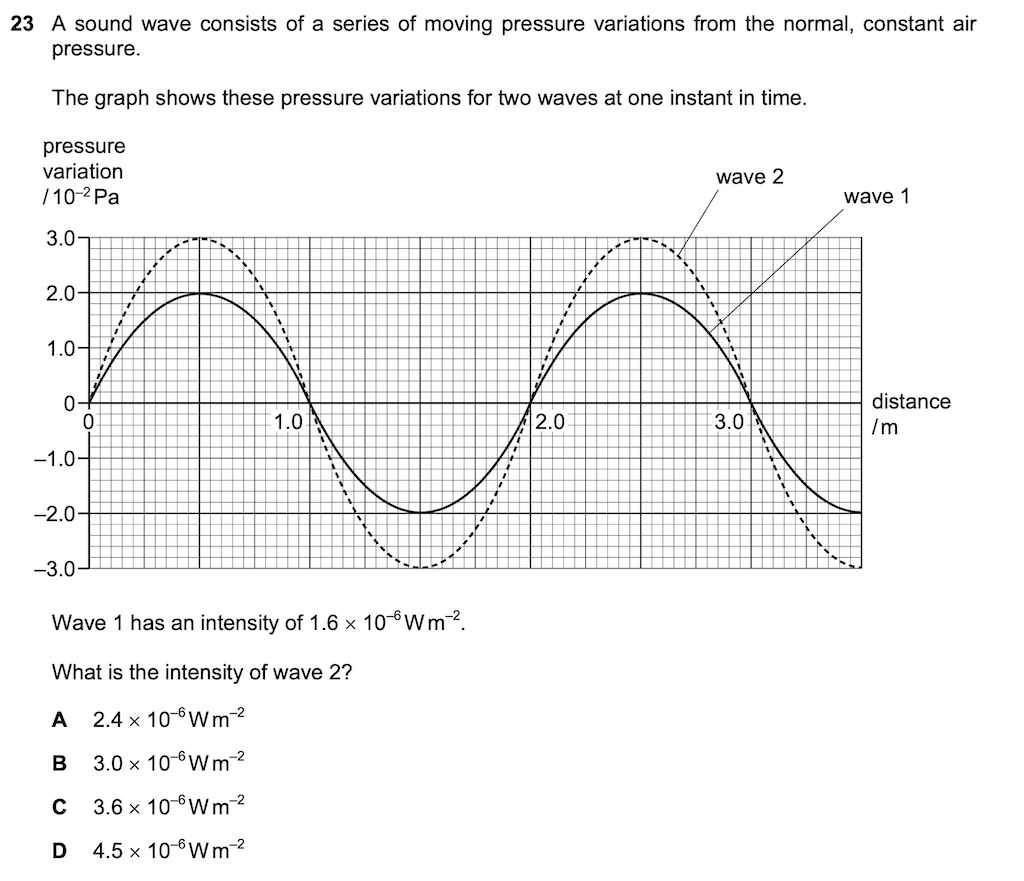 23 A sound wave consists of a series of moving pressure variations from the normal, constant air
pressure.
The graph shows these pressure variations for two waves at one instant in time.
pressure
variation
/ 10⁻² Pa
wave 2
wave 1
3.0
2.0
1.0
0
0
1.0
2.0
3.0
distance
/ m
–1.0
–2.0
–3.0
Wave 1 has an intensity of 1.6 × 10⁻⁶ W m⁻².
What is the intensity of wave 2?
A 2.4 × 10⁻⁶ W m⁻²
B 3.0 × 10⁻⁶ W m⁻²
C 3.6 × 10⁻⁶ W m⁻²
D 4.5 × 10⁻⁶ W m⁻²